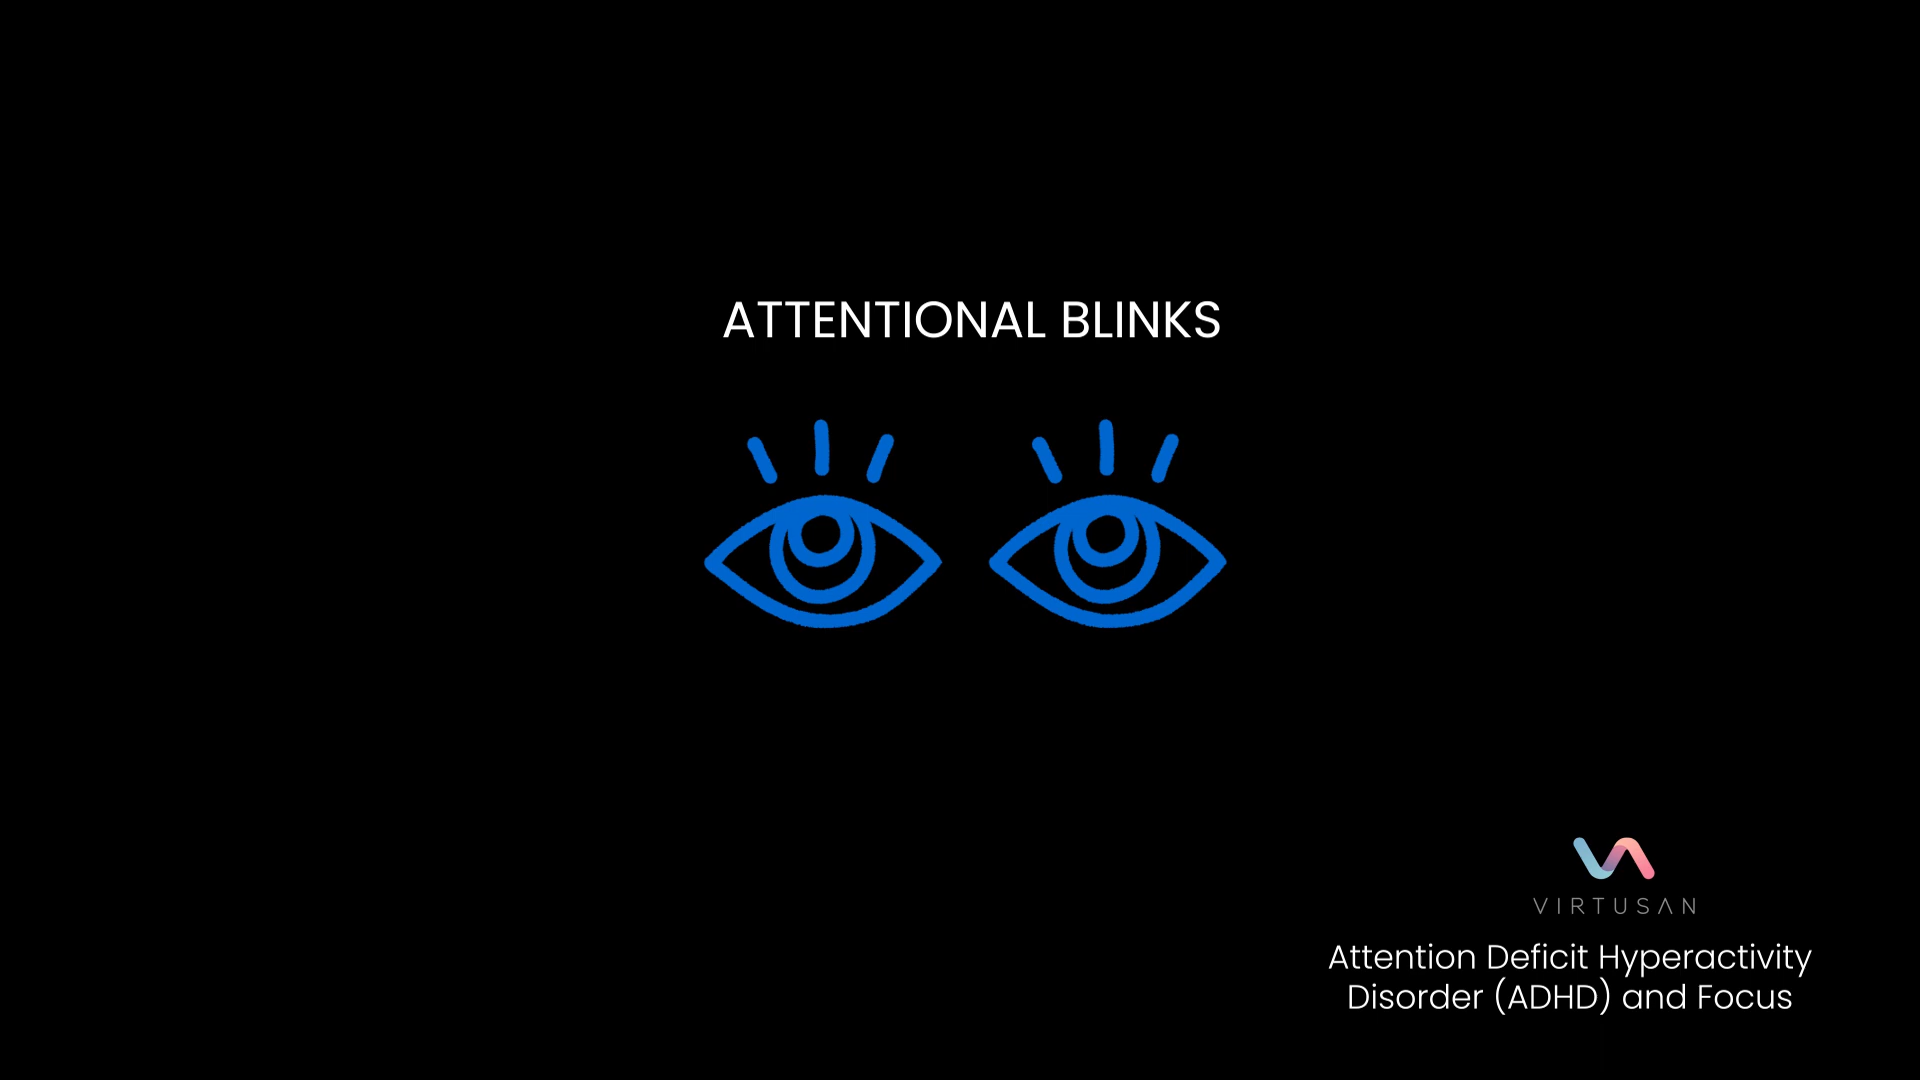 ATTENTIONAL BLINKS
VIRTUSAN
Attention Deficit Hyperactivity
Disorder (ADHD) and Focus